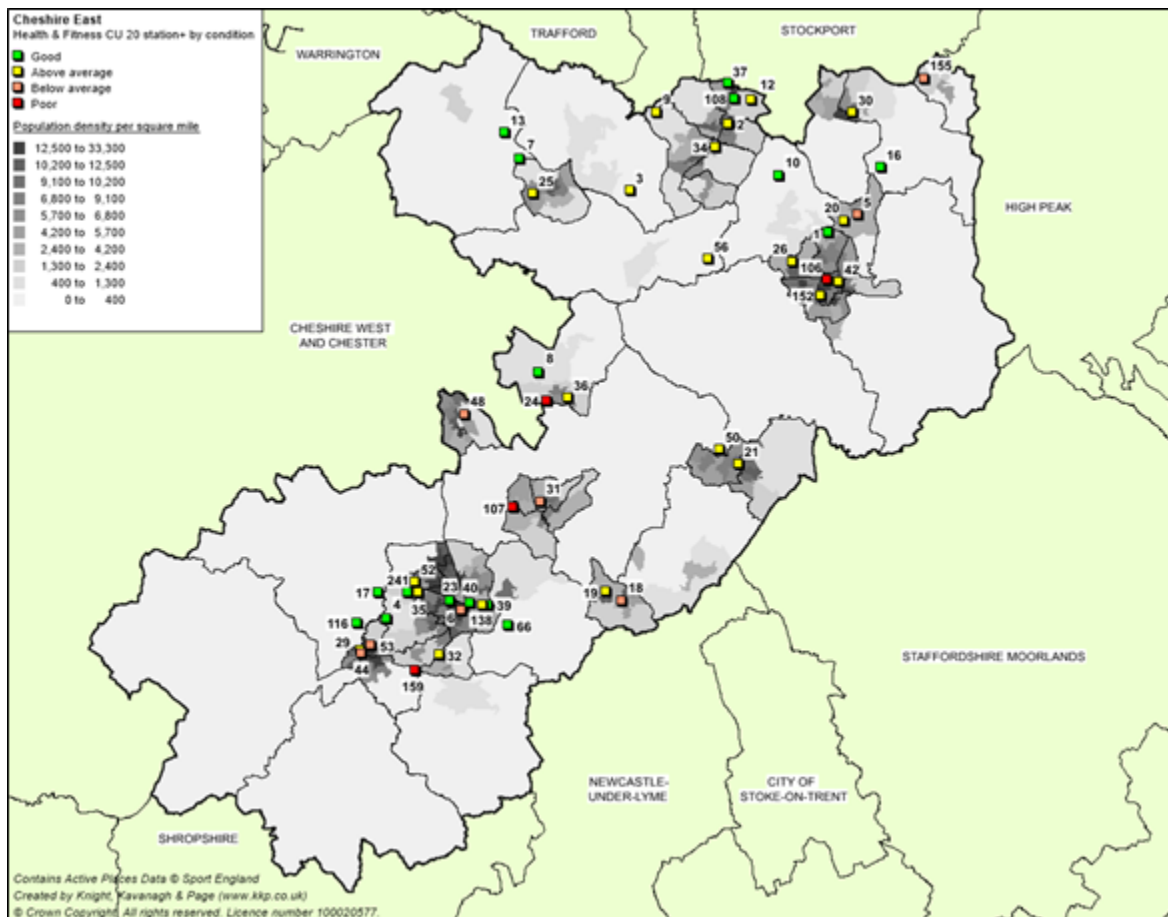 Cheshire East
Health & Fitness CU 20 station+ by condition
Good
Above average
Below average
Poor
Population density per square mile
12,500 to 33,300
10,200 to 12,500
9,100 to 10,200
6,800 to 9,100
5,700 to 6,800
4,200 to 5,700
2,400 to 4,200
1,300 to 2,400
400 to 1,300
0 to 400
WARRINGTON
TRAFFORD
STOCKPORT
HIGH PEAK
CHESHIRE WEST
AND CHESTER
STAFFORDSHIRE MOORLANDS
NEWCASTLE-
UNDER-LYME
CITY OF
STOKE-ON-TRENT
SHROPSHIRE
155
37
12
108
9
30
2
13
7
34
10
16
25
3
5
20
1
56
26
106
42
152
8
36
24
48
50
21
31
107
52
241
17
23
40
39
19
18
4
35
6
138
66
116
29
53
44
32
159
Contains Active Places Data © Sport England
Created by Knight, Kavanagh & Page (www.kkp.co.uk)
© Crown Copyright. All rights reserved. Licence number 100020577.